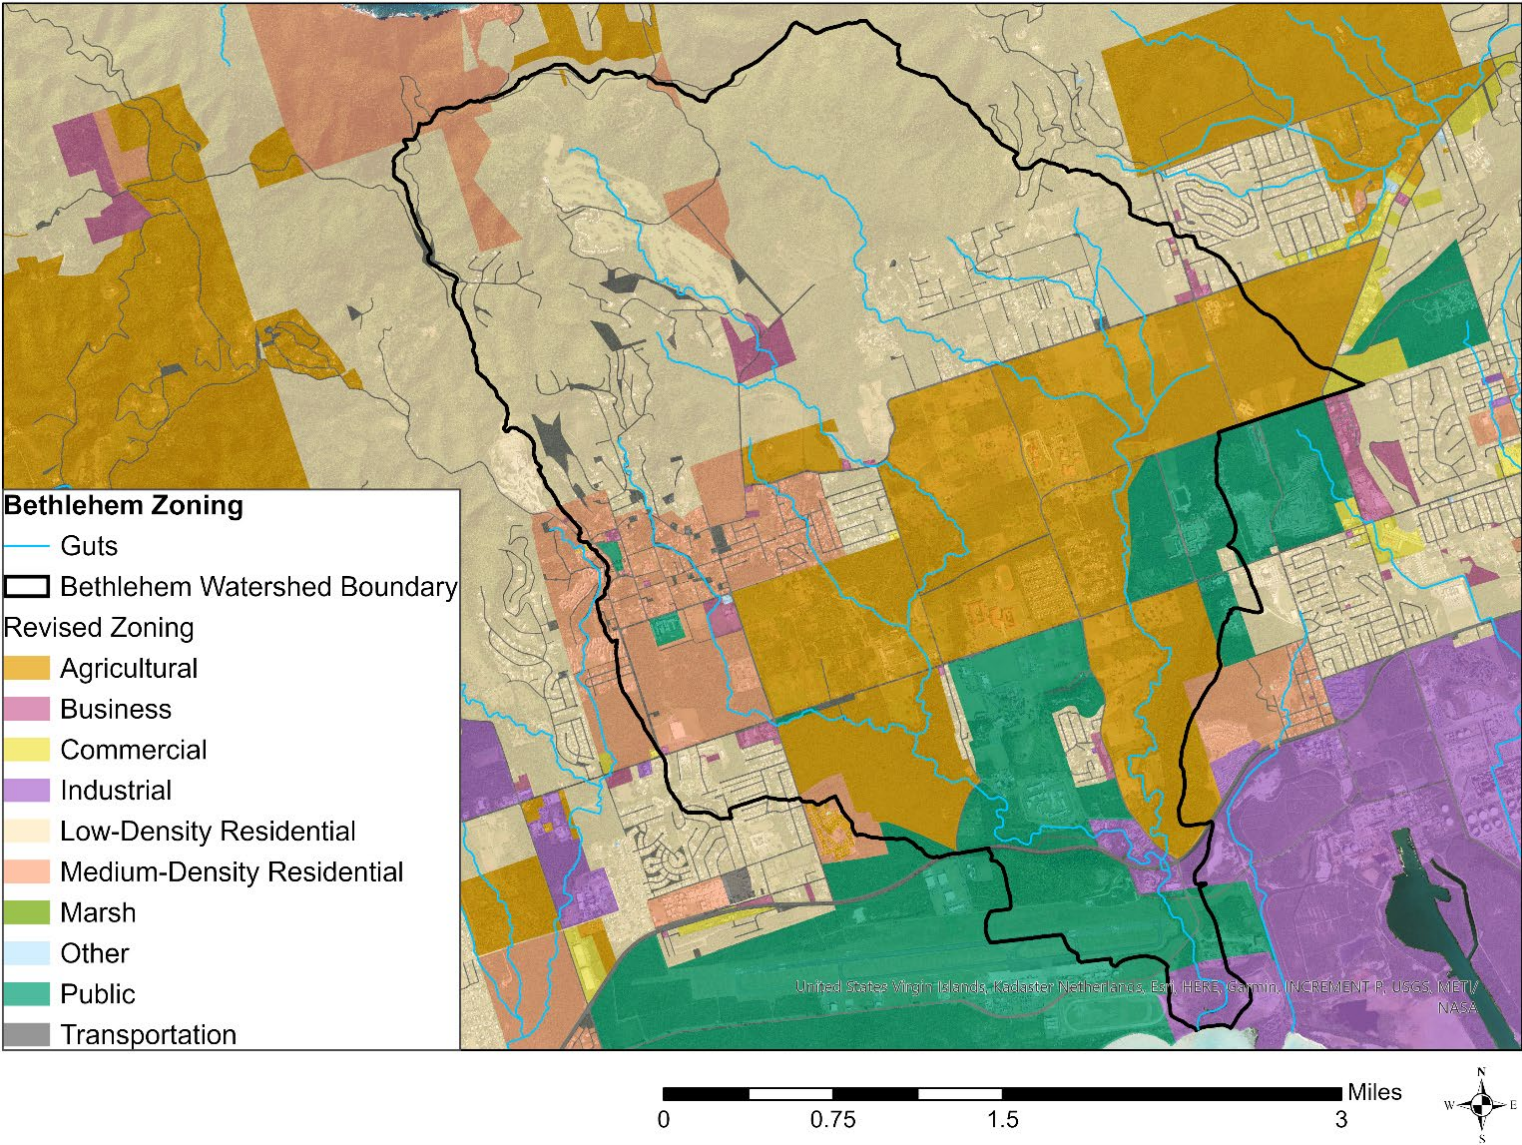 Bethlehem Zoning
Guts
Bethlehem Watershed Boundary
Revised Zoning
Agricultural
Business
Commercial
Industrial
Low-Density Residential
Medium-Density Residential
Marsh
Other
Public
Transportation
United States Virgin Islands, Kadaster Netherlands, Esri, HERE, Garmin, INCREMENT P, USGS, METI/
NASA
Miles
0 0.75 1.5 3
N
W E
S